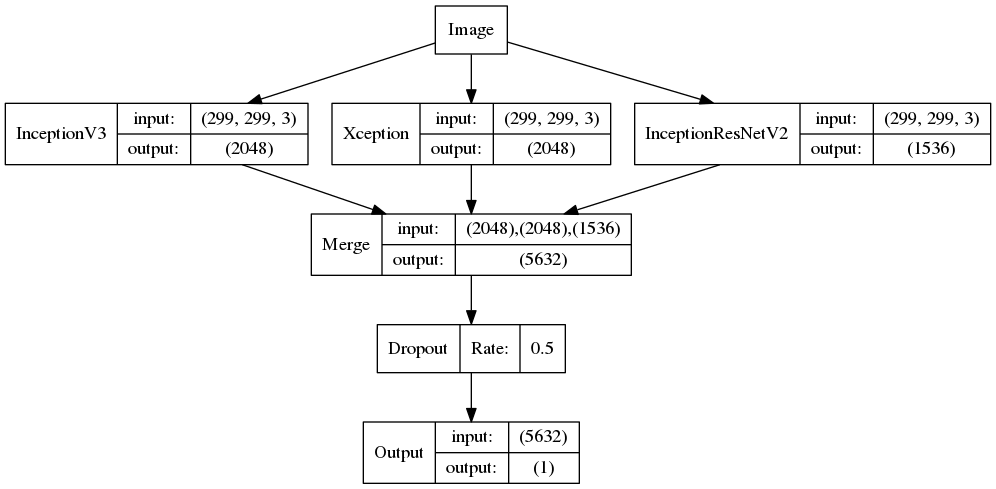 Image
InceptionV3 input: (299, 299, 3) output: (2048)
Xception input: (299, 299, 3) output: (2048)
InceptionResNetV2 input: (299, 299, 3) output: (1536)
Merge input: (2048),(2048),(1536) output: (5632)
Dropout Rate: 0.5
Output input: (5632) output: (1)